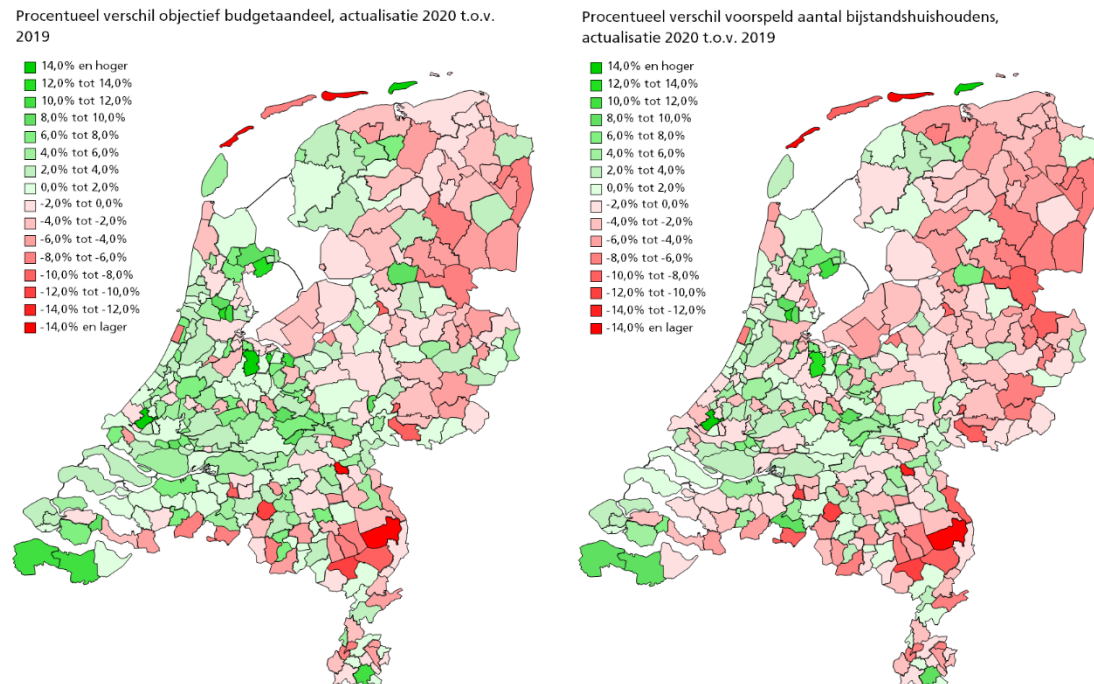 Procentueel verschil objectief budgetaandeel, actualisatie 2020 t.o.v.
2019
14,0% en hoger
12,0% tot 14,0%
10,0% tot 12,0%
8,0% tot 10,0%
6,0% tot 8,0%
4,0% tot 6,0%
2,0% tot 4,0%
0,0% tot 2,0%
-2,0% tot 0,0%
-4,0% tot -2,0%
-6,0% tot -4,0%
-8,0% tot -6,0%
-10,0% tot -8,0%
-12,0% tot -10,0%
-14,0% tot -12,0%
-14,0% en lager
Procentueel verschil voorspeld aantal bijstandshuishoudens,
actualisatie 2020 t.o.v. 2019
14,0% en hoger
12,0% tot 14,0%
10,0% tot 12,0%
8,0% tot 10,0%
6,0% tot 8,0%
4,0% tot 6,0%
2,0% tot 4,0%
0,0% tot 2,0%
-2,0% tot 0,0%
-4,0% tot -2,0%
-6,0% tot -4,0%
-8,0% tot -6,0%
-10,0% tot -8,0%
-12,0% tot -10,0%
-14,0% tot -12,0%
-14,0% en lager